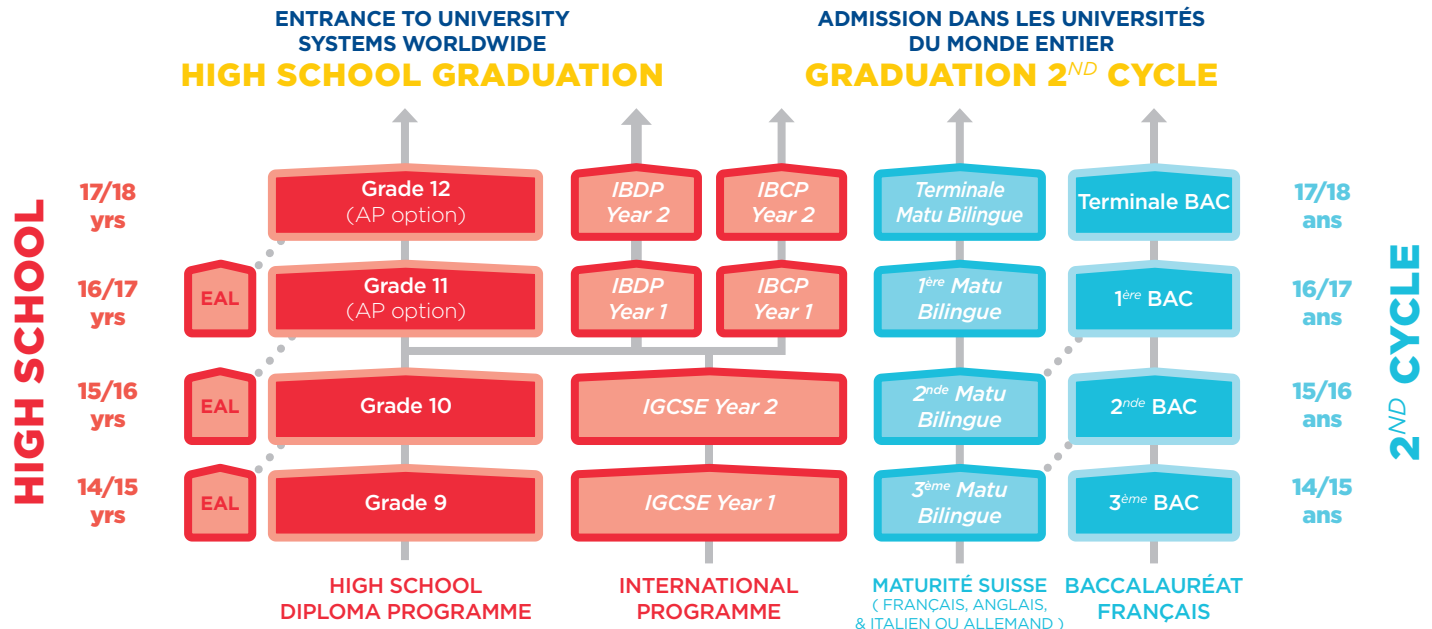 ENTRANCE TO UNIVERSITY
SYSTEMS WORLDWIDE
HIGH SCHOOL GRADUATION
ADMISSION DANS LES UNIVERSITÉS
DU MONDE ENTIER
GRADUATION 2ND CYCLE
HIGH SCHOOL
17/18
yrs
Grade 12
(AP option)
IBDP
Year 2
IBCP
Year 2
Terminale
Matu Bilingue
Terminale BAC
17/18
ans
16/17
yrs
EAL
Grade 11
(AP option)
IBDP
Year 1
IBCP
Year 1
1ère Matu
Bilingue
1ère BAC
16/17
ans
15/16
yrs
EAL
Grade 10
IGCSE Year 2
2nde Matu
Bilingue
2nde BAC
15/16
ans
14/15
yrs
EAL
Grade 9
IGCSE Year 1
3ème Matu
Bilingue
3ème BAC
14/15
ans
2ND CYCLE
HIGH SCHOOL
DIPLOMA PROGRAMME
INTERNATIONAL
PROGRAMME
MATURITÉ SUISSE
( FRANÇAIS, ANGLAIS,
& ITALIEN OU ALLEMAND )
BACCALAURÉAT
FRANÇAIS